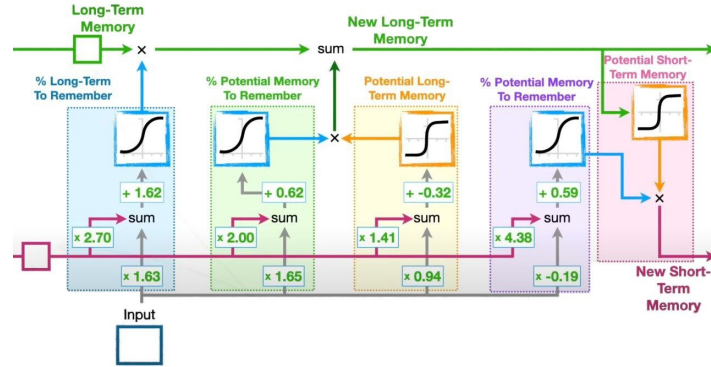 Long-Term
Memory
×
sum
New Long-Term
Memory
% Long-Term
To Remember
% Potential Memory
To Remember
Potential Long-
Term Memory
% Potential Memory
To Remember
Potential Short-
Term Memory
×
×
+ 1.62
+ 0.62
+ -0.32
+ 0.59
sum
sum
sum
sum
x 2.70
x 2.00
x 1.41
x 4.38
x 1.63
x 1.65
x 0.94
x -0.19
New Short-
Term
Memory
Input